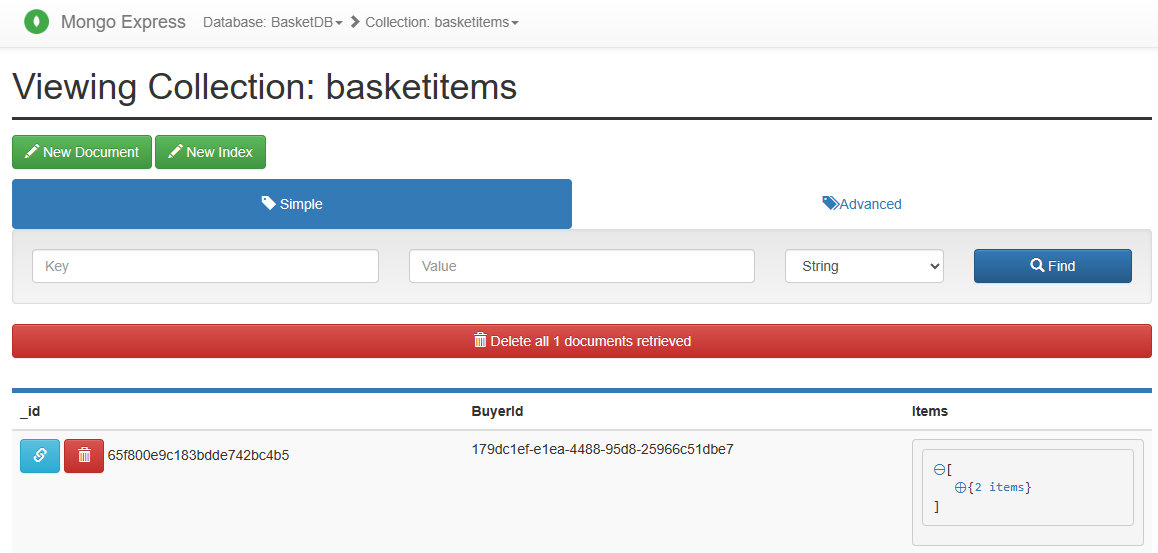 Mongo Express Database: BasketDB Collection: basketitems
Viewing Collection: basketitems
New Document New Index
Simple Advanced
Key Value String Find
Delete all 1 documents retrieved
_id BuyerId Items
65f800e9c183bdde742bc4b5 179dc1ef-e1ea-4488-95d8-25966c51dbe7
[
{2 items}
]